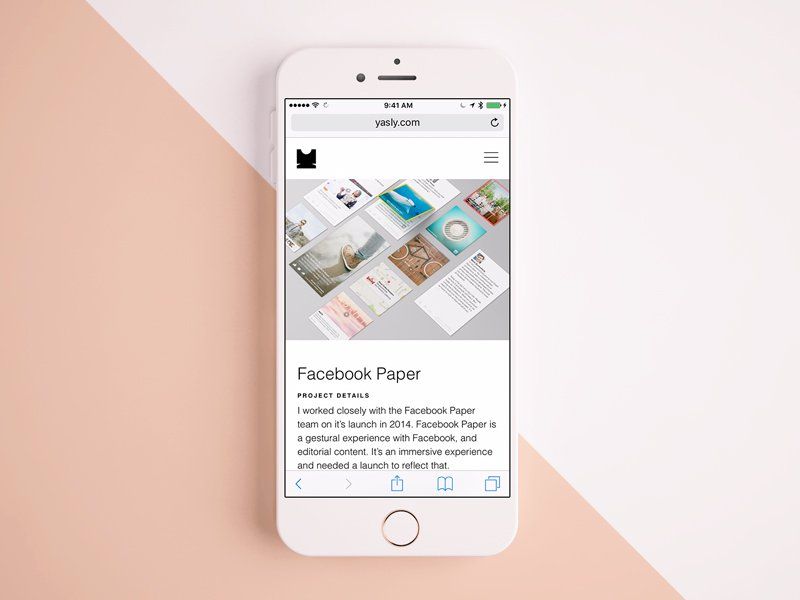 9:41 AM
yasly.com
Facebook Paper
PROJECT DETAILS
I worked closely with the Facebook Paper
team on it's launch in 2014. Facebook Paper is
a gestural experience with Facebook, and
editorial content. It's an immersive experience
and needed a launch to reflect that.